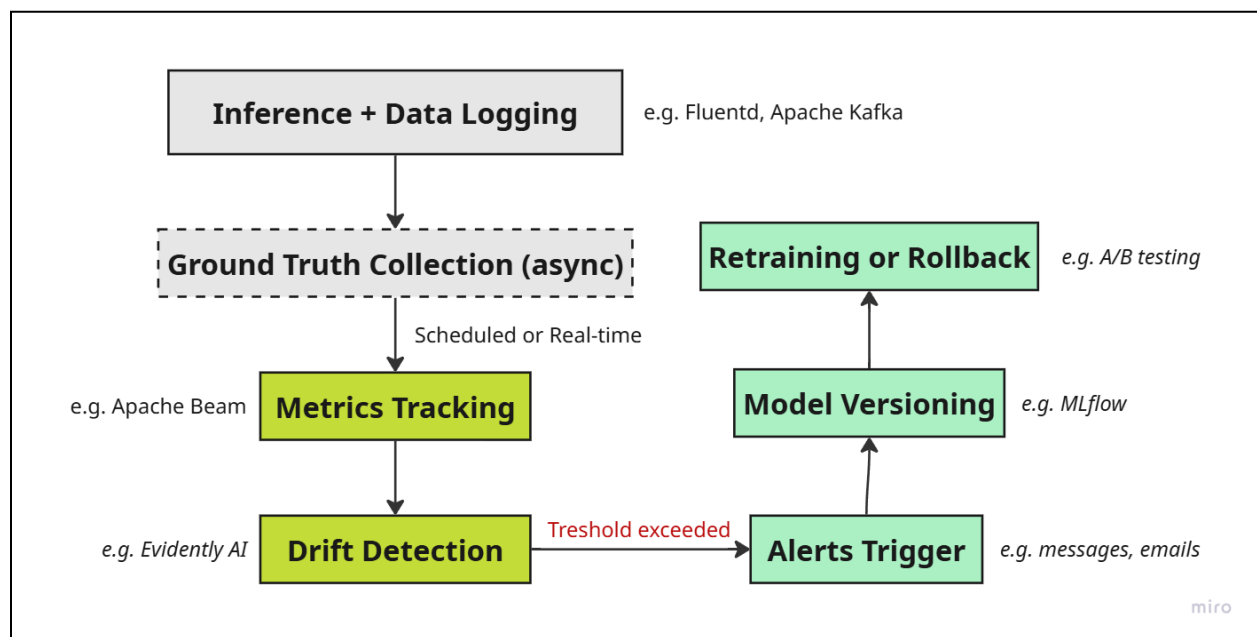 Inference + Data Logging
e.g. Fluentd, Apache Kafka
Ground Truth Collection (async)
Scheduled or Real-time
e.g. Apache Beam
Metrics Tracking
e.g. Evidently AI
Drift Detection
Treshold exceeded
Alerts Trigger
e.g. messages, emails
Model Versioning
e.g. MLflow
Retraining or Rollback
e.g. A/B testing
miro